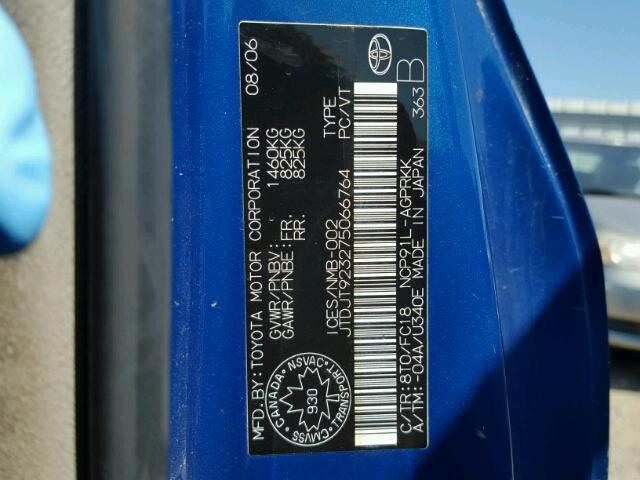 MFD. BY: TOYOTA MOTOR CORPORATION 08/06
GVWR/PNBV: 1460KG
GAWR/PNBE: FR. 825KG
RR. 825KG
CANADA
TRANSPORT
CMVSS NSVAC
930
ICES/NMB-002 TYPE
JTDJT923275066764 PC/VT
C/TR: 8T0/FC18 NCP91L-AGPRKK
A/TM: -04A/U340E MADE IN JAPAN 363 B